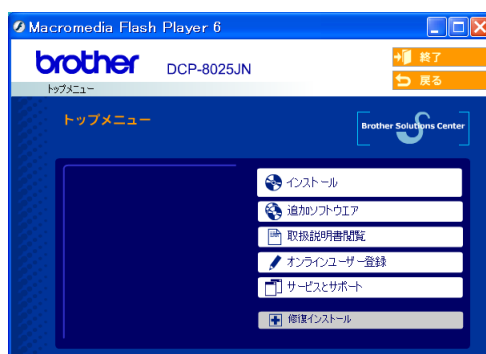 Macromedia Flash Player 6
brother
DCP-8025JN
終了
戻る
トップメニュー
トップメニュー
Brother Solutions Center
インストール
追加ソフトウエア
取扱説明書閲覧
オンラインユーザー登録
サービスとサポート
修復インストール